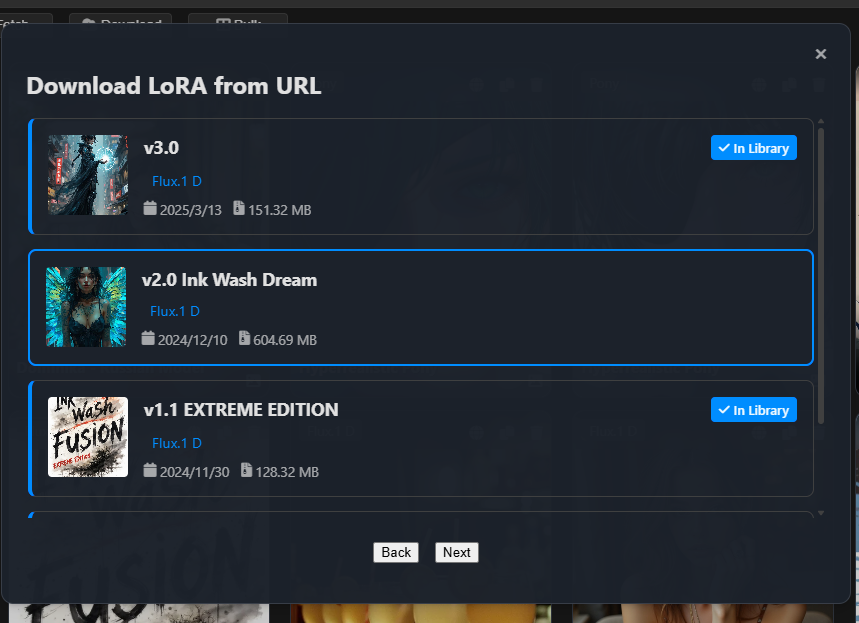 Fetch
Download
Bulk
×
Download LoRA from URL
v3.0
In Library
Flux.1 D
2025/3/13 151.32 MB
v2.0 Ink Wash Dream
Flux.1 D
2024/12/10 604.69 MB
INK
WASH
FUSION
EXTREME EDITION
v1.1 EXTREME EDITION
In Library
Flux.1 D
2024/11/30 128.32 MB
Back Next
FUSION